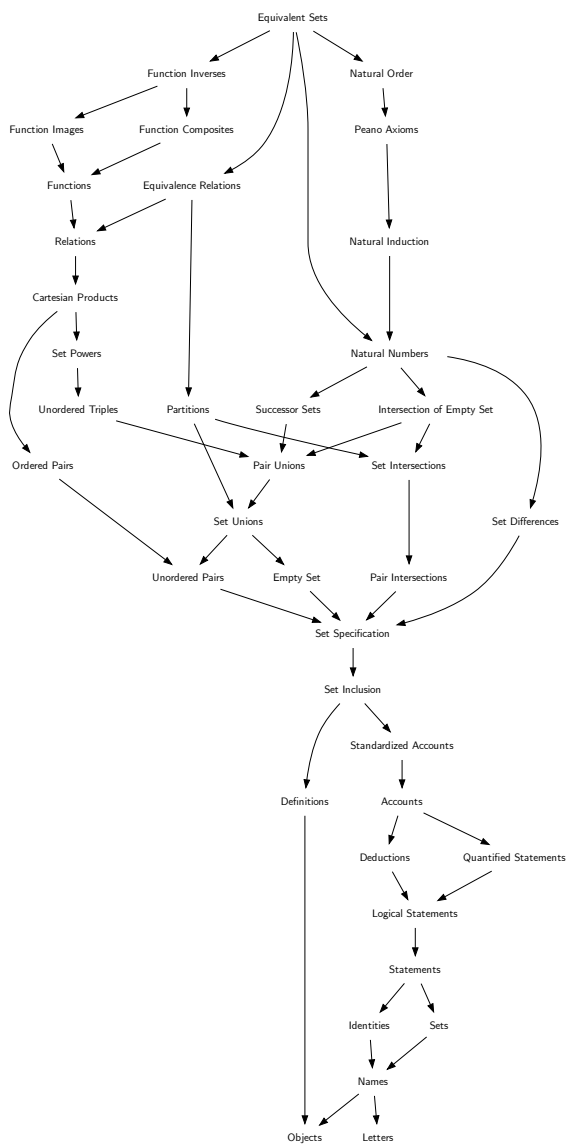 Equivalent Sets
Function Inverses
Natural Order
Function Images
Function Composites
Peano Axioms
Functions
Equivalence Relations
Relations
Natural Induction
Cartesian Products
Set Powers
Natural Numbers
Unordered Triples
Partitions
Successor Sets
Intersection of Empty Set
Ordered Pairs
Pair Unions
Set Intersections
Set Unions
Set Differences
Unordered Pairs
Empty Set
Pair Intersections
Set Specification
Set Inclusion
Standardized Accounts
Definitions
Accounts
Deductions
Quantified Statements
Logical Statements
Statements
Identities
Sets
Names
Objects
Letters